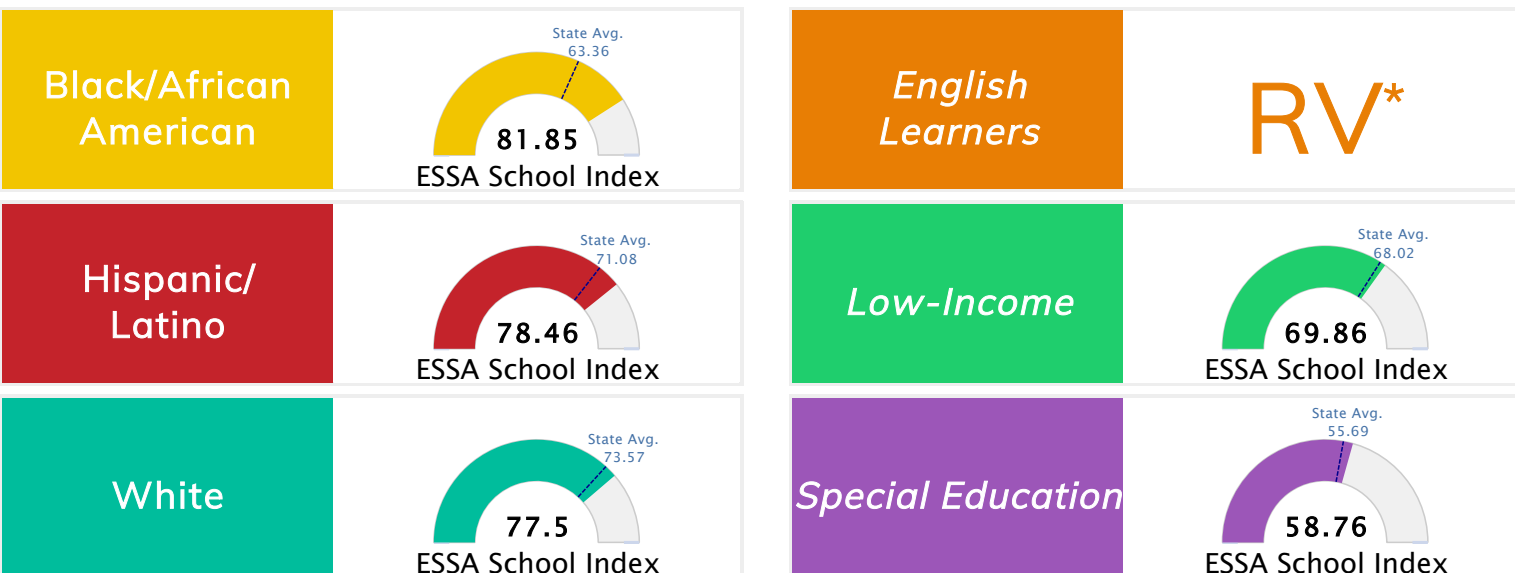 Black/African
American
State Avg.
63.36
81.85
ESSA School Index
English
Learners
RV*
Hispanic/
Latino
State Avg.
71.08
78.46
ESSA School Index
Low-Income
State Avg.
68.02
69.86
ESSA School Index
White
State Avg.
73.57
77.5
ESSA School Index
Special Education
State Avg.
55.69
58.76
ESSA School Index